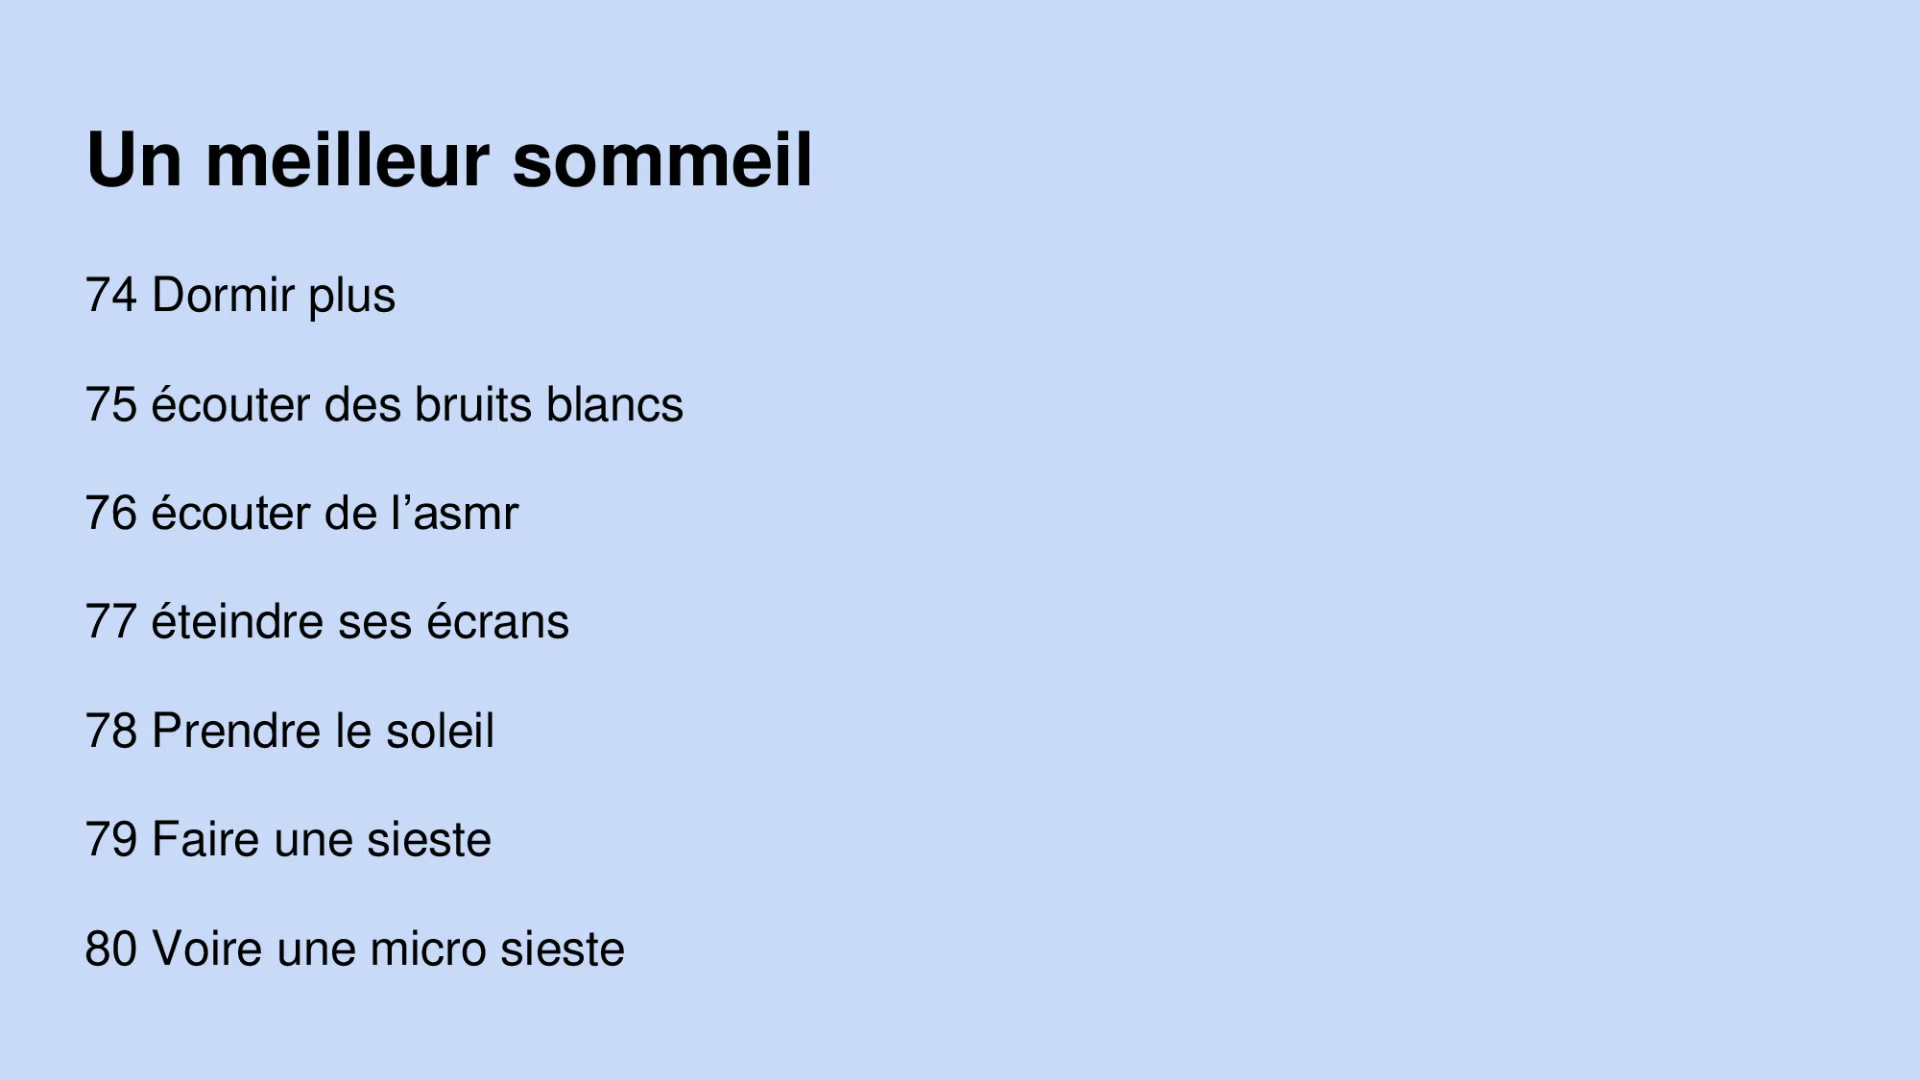 Un meilleur sommeil
74 Dormir plus
75 écouter des bruits blancs
76 écouter de l’asmr
77 éteindre ses écrans
78 Prendre le soleil
79 Faire une sieste
80 Voire une micro sieste